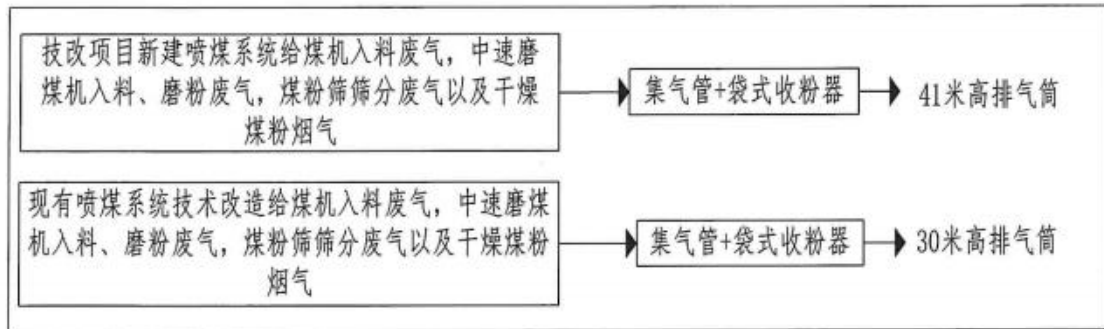 技改项目新建喷煤系统给煤机入料废气，中速磨
煤机入料、磨粉废气，煤粉筛筛分废气以及干燥
煤粉烟气
集气管+袋式收粉器
41米高排气筒
现有喷煤系统技术改造给煤机入料废气，中速磨煤
机入料、磨粉废气，煤粉筛筛分废气以及干燥煤粉
烟气
集气管+袋式收粉器
30米高排气筒